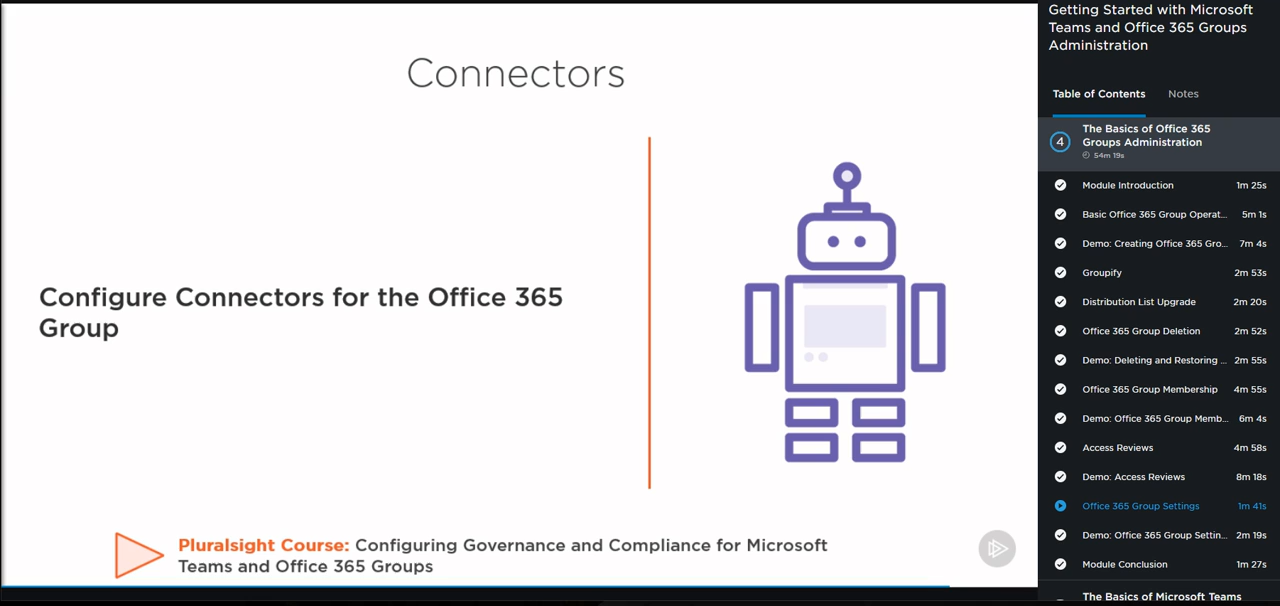 Connectors
Configure Connectors for the Office 365
Group
Pluralsight Course: Configuring Governance and Compliance for Microsoft
Teams and Office 365 Groups
Getting Started with Microsoft
Teams and Office 365 Groups
Administration
Table of Contents Notes
4
The Basics of Office 365
Groups Administration
54m 19s
Module Introduction 1m 25s
Basic Office 365 Group Operat... 5m 1s
Demo: Creating Office 365 Gro... 7m 4s
Groupify 2m 53s
Distribution List Upgrade 2m 20s
Office 365 Group Deletion 2m 52s
Demo: Deleting and Restoring ... 2m 55s
Office 365 Group Membership 4m 55s
Demo: Office 365 Group Memb... 6m 4s
Access Reviews 4m 58s
Demo: Access Reviews 8m 18s
Office 365 Group Settings 1m 41s
Demo: Office 365 Group Settin... 2m 19s
Module Conclusion 1m 27s
The Basics of Microsoft Teams